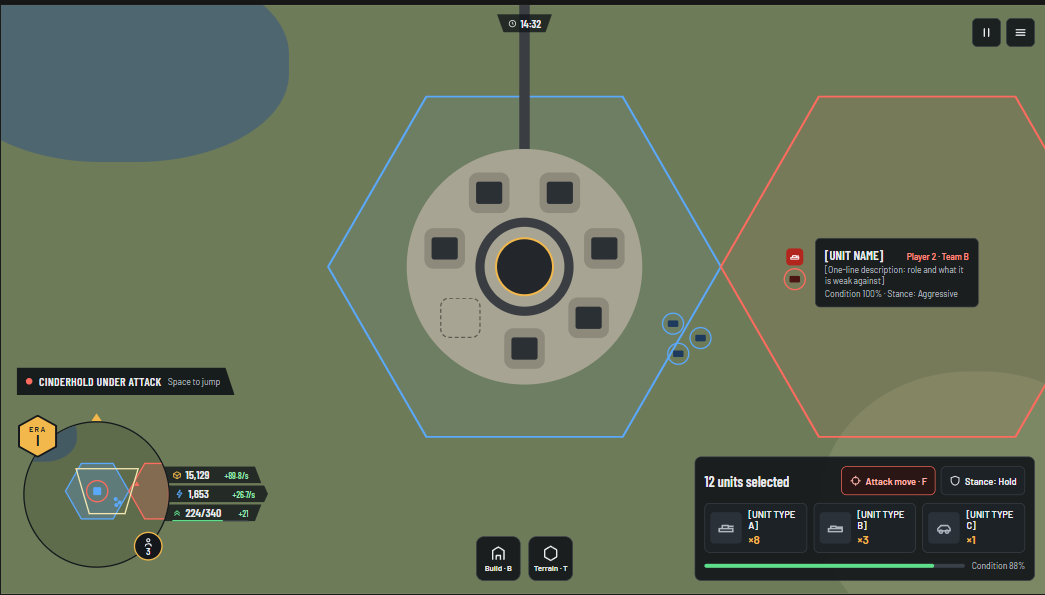 14:32
[UNIT NAME] Player 2 · Team B
[One-line description: role and what it
is weak against]
Condition 100% · Stance: Aggressive
CINDERHOLD UNDER ATTACK Space to jump
ERA
I
15,129 +89.8/s
1,653 +26.7/s
224/340 +21
3
Build · B
Terrain · T
12 units selected
Attack move · F
Stance: Hold
[UNIT TYPE
A]
×8
[UNIT TYPE
B]
×3
[UNIT TYPE
C]
×1
Condition 88%